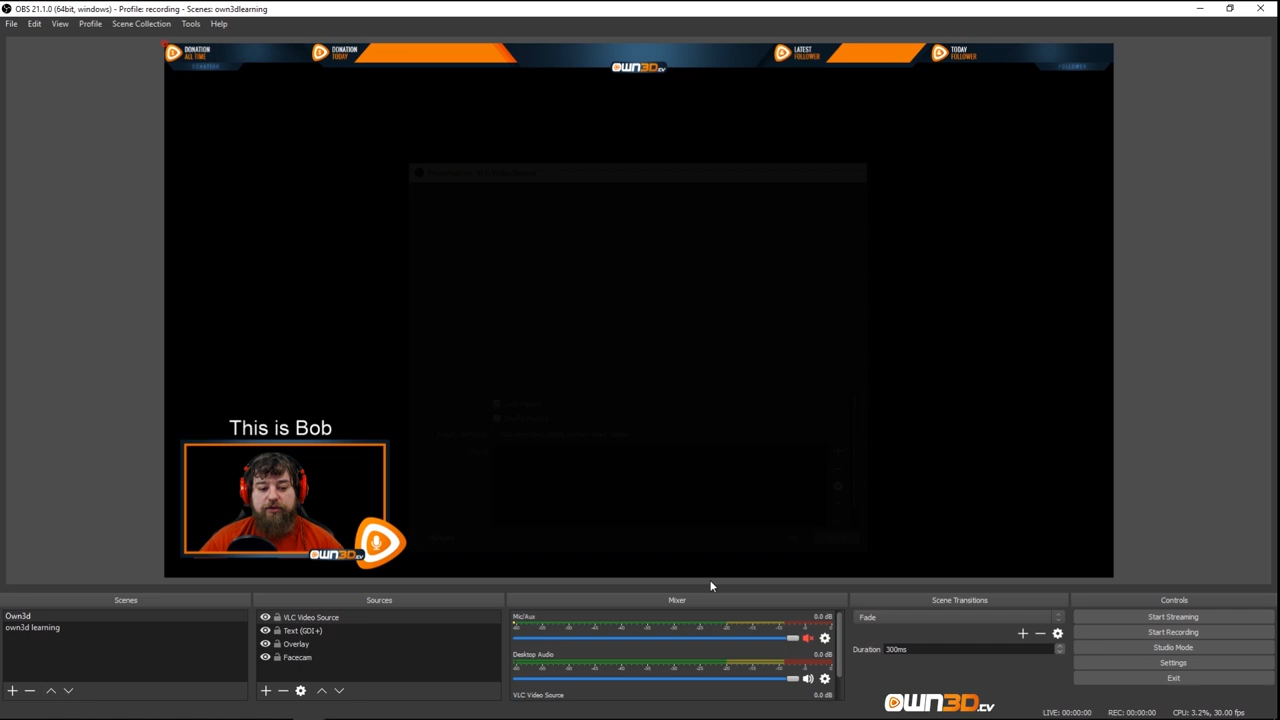 OBS 21.1.0 (64bit, windows) - Profile: recording - Scenes: own3dlearning
File Edit View Profile Scene Collection Tools Help
DONATION
ALL TIME
DONATION
TODAY
LATEST
FOLLOWER
TODAY
FOLLOWER
DONATION
OWN3D.TV
FOLLOWER
This is Bob
OWN3D.TV
Scenes
Own3d
own3d learning
Sources
VLC Video Source
Text (GDI+)
Overlay
Facecam
Mixer
Mic/Aux 0.0 dB
Desktop Audio 0.0 dB
VLC Video Source 0.0 dB
Scene Transitions
Fade
Duration 300ms
OWN3D.TV
Controls
Start Streaming
Start Recording
Studio Mode
Settings
Exit
LIVE: 00:00:00 REC: 00:00:00 CPU: 3.2%, 30.00 fps